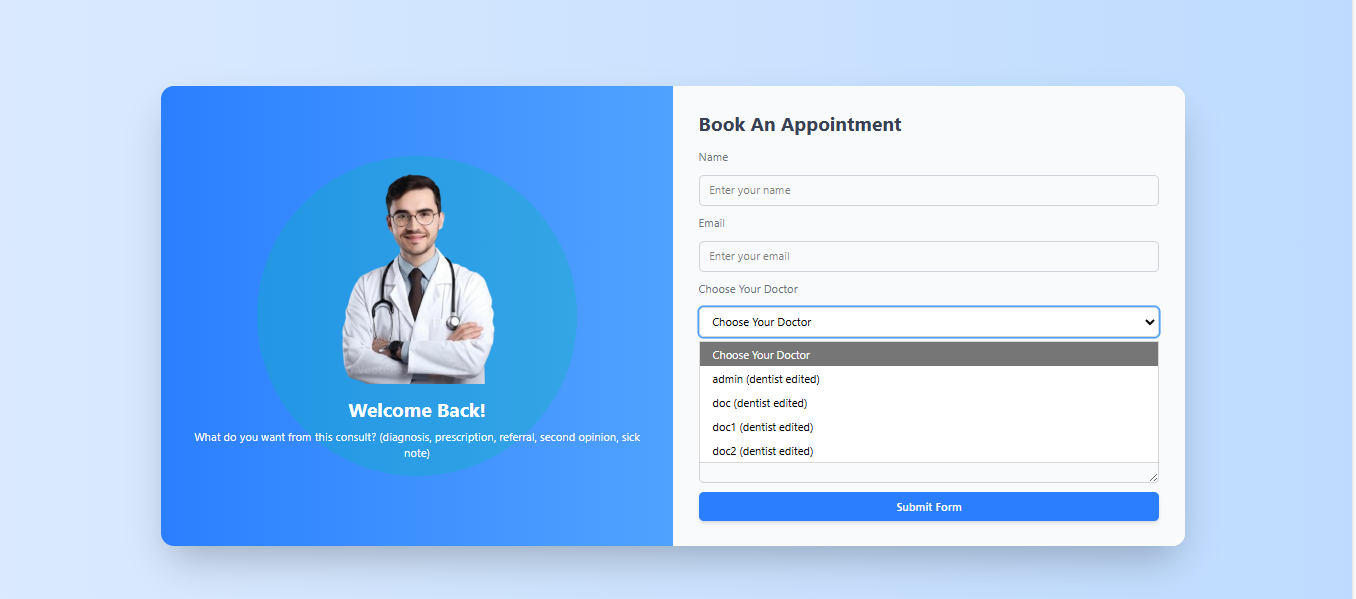 Welcome Back!
What do you want from this consult? (diagnosis, prescription, referral, second opinion, sick
note)
Book An Appointment
Name
Enter your name
Email
Enter your email
Choose Your Doctor
Choose Your Doctor
Choose Your Doctor
admin (dentist edited)
doc (dentist edited)
doc1 (dentist edited)
doc2 (dentist edited)
Submit Form